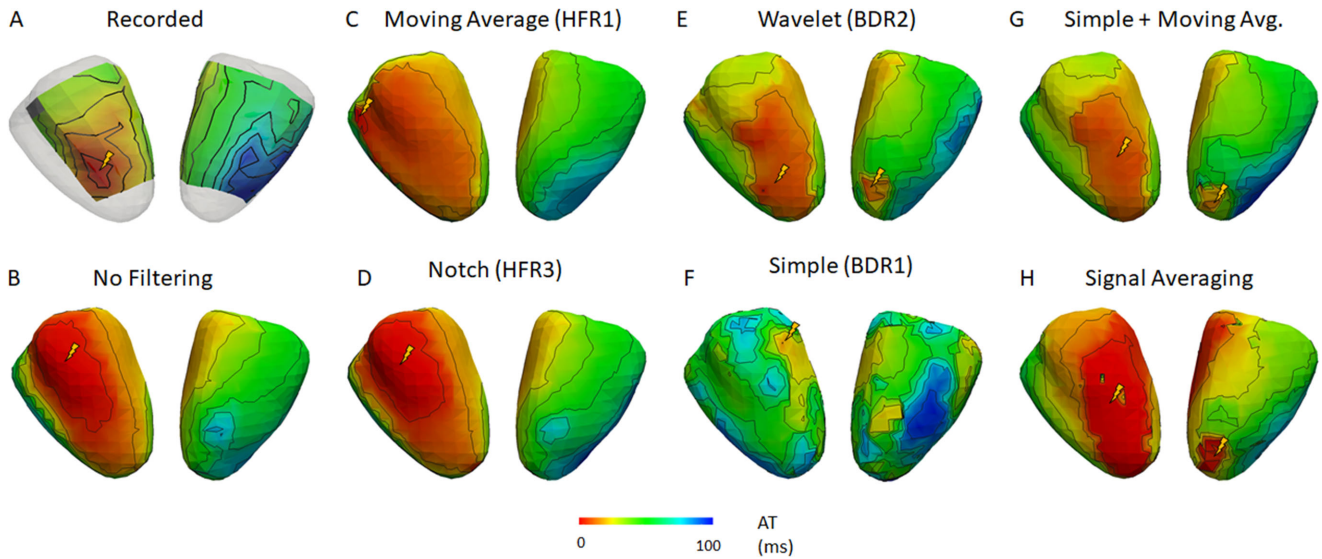 A Recorded
C Moving Average (HFR1)
E Wavelet (BDR2)
G Simple + Moving Avg.
B No Filtering
D Notch (HFR3)
F Simple (BDR1)
H Signal Averaging
0 100
AT
(ms)